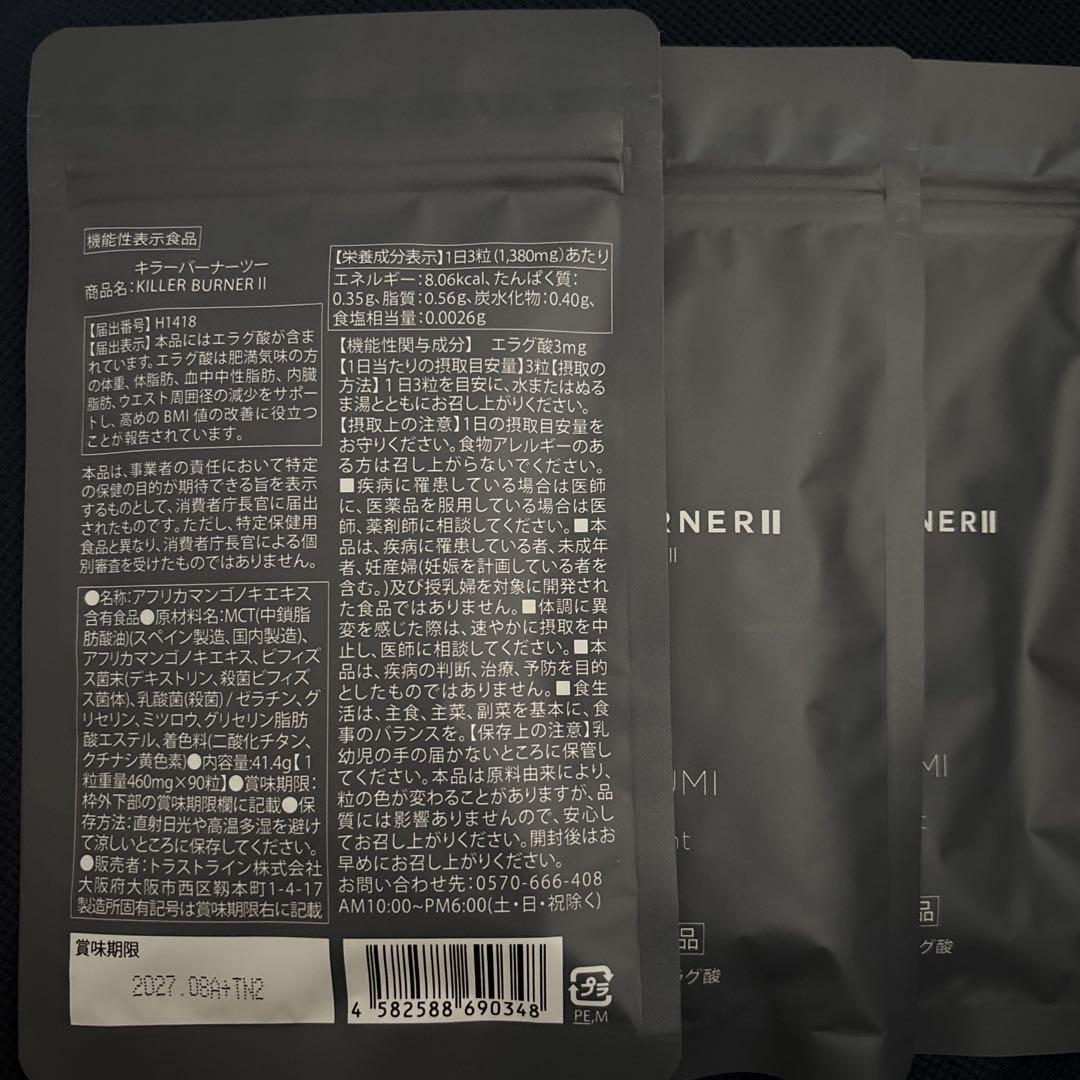 機能性表示食品
キラーバーナーツー
商品名:KILLER BURNER II
【届出番号】H1418
【届出表示】本品にはエラグ酸が含ま
れています。エラグ酸は肥満気味の方
の体重、体脂肪、血中中性脂肪、内臓
脂肪、ウエスト周囲径の減少をサポー
トし、高めの BMI 値の改善に役立つ
ことが報告されています。
本品は、事業者の責任において特定
の保健の目的が期待できる旨を表示
するものとして、消費者庁長官に届出
されたものです。ただし、特定保健用
食品と異なり、消費者庁長官による個
別審査を受けたものではありません。
●名称:アフリカマンゴノキエキス
含有食品●原材料名:MCT(中鎖脂
肪酸油)(スペイン製造、国内製造)、
アフリカマンゴノキエキス、ビフィズ
ス菌末(デキストリン、殺菌ビフィズ
ス菌体)、乳酸菌(殺菌) / ゼラチン、グ
リセリン、ミツロウ、グリセリン脂肪
酸エステル、着色料(二酸化チタン、
クチナシ黄色素)●内容量:41.4g【1
粒重量460mg×90粒】●賞味期限:
枠外下部の賞味期限欄に記載●保
存方法:直射日光や高温多湿を避け
て涼しいところに保存してください。
●販売者:トラストライン株式会社
大阪府大阪市西区靱本町1-4-17
製造所固有記号は賞味期限右に記載
【栄養成分表示】1日3粒(1,380mg)あたり
エネルギー:8.06kcal、たんぱく質:
0.35g、脂質:0.56g、炭水化物:0.40g、
食塩相当量:0.0026g
【機能性関与成分】 エラグ酸3mg
【1日当たりの摂取目安量】3粒【摂取の
方法】1日3粒を目安に、水またはぬる
ま湯とともにお召し上がりください。
【摂取上の注意】1日の摂取目安量を
お守りください。食物アレルギーのあ
る方は召し上がらないでください。
■疾病に罹患している場合は医師
に、医薬品を服用している場合は医
師、薬剤師に相談してください。■本
品は、疾病に罹患している者、未成年
者、妊産婦(妊娠を計画している者を
含む。)及び授乳婦を対象に開発され
た食品ではありません。■体調に異
変を感じた際は、速やかに摂取を中
止し、医師に相談してください。■本
品は、疾病の判断、治療、予防を目的
としたものではありません。■食生
活は、主食、主菜、副菜を基本に、食
事のバランスを。【保存上の注意】乳
幼児の手の届かないところに保管し
てください。本品は原料由来により、
粒の色が変わることがありますが、品
質には影響ありませんので、安心し
てお召し上がりください。開封後はお
早めにお召し上がりください。
お問い合わせ先:0570-666-408
AM10:00~PM6:00(土・日・祝除く)
賞味期限
2027.08A+TN2
4 582588 690348
プラ
PE,M
RNER II
II
UMI
nt
品
ラグ酸
NER II
MI
t
品
グ酸